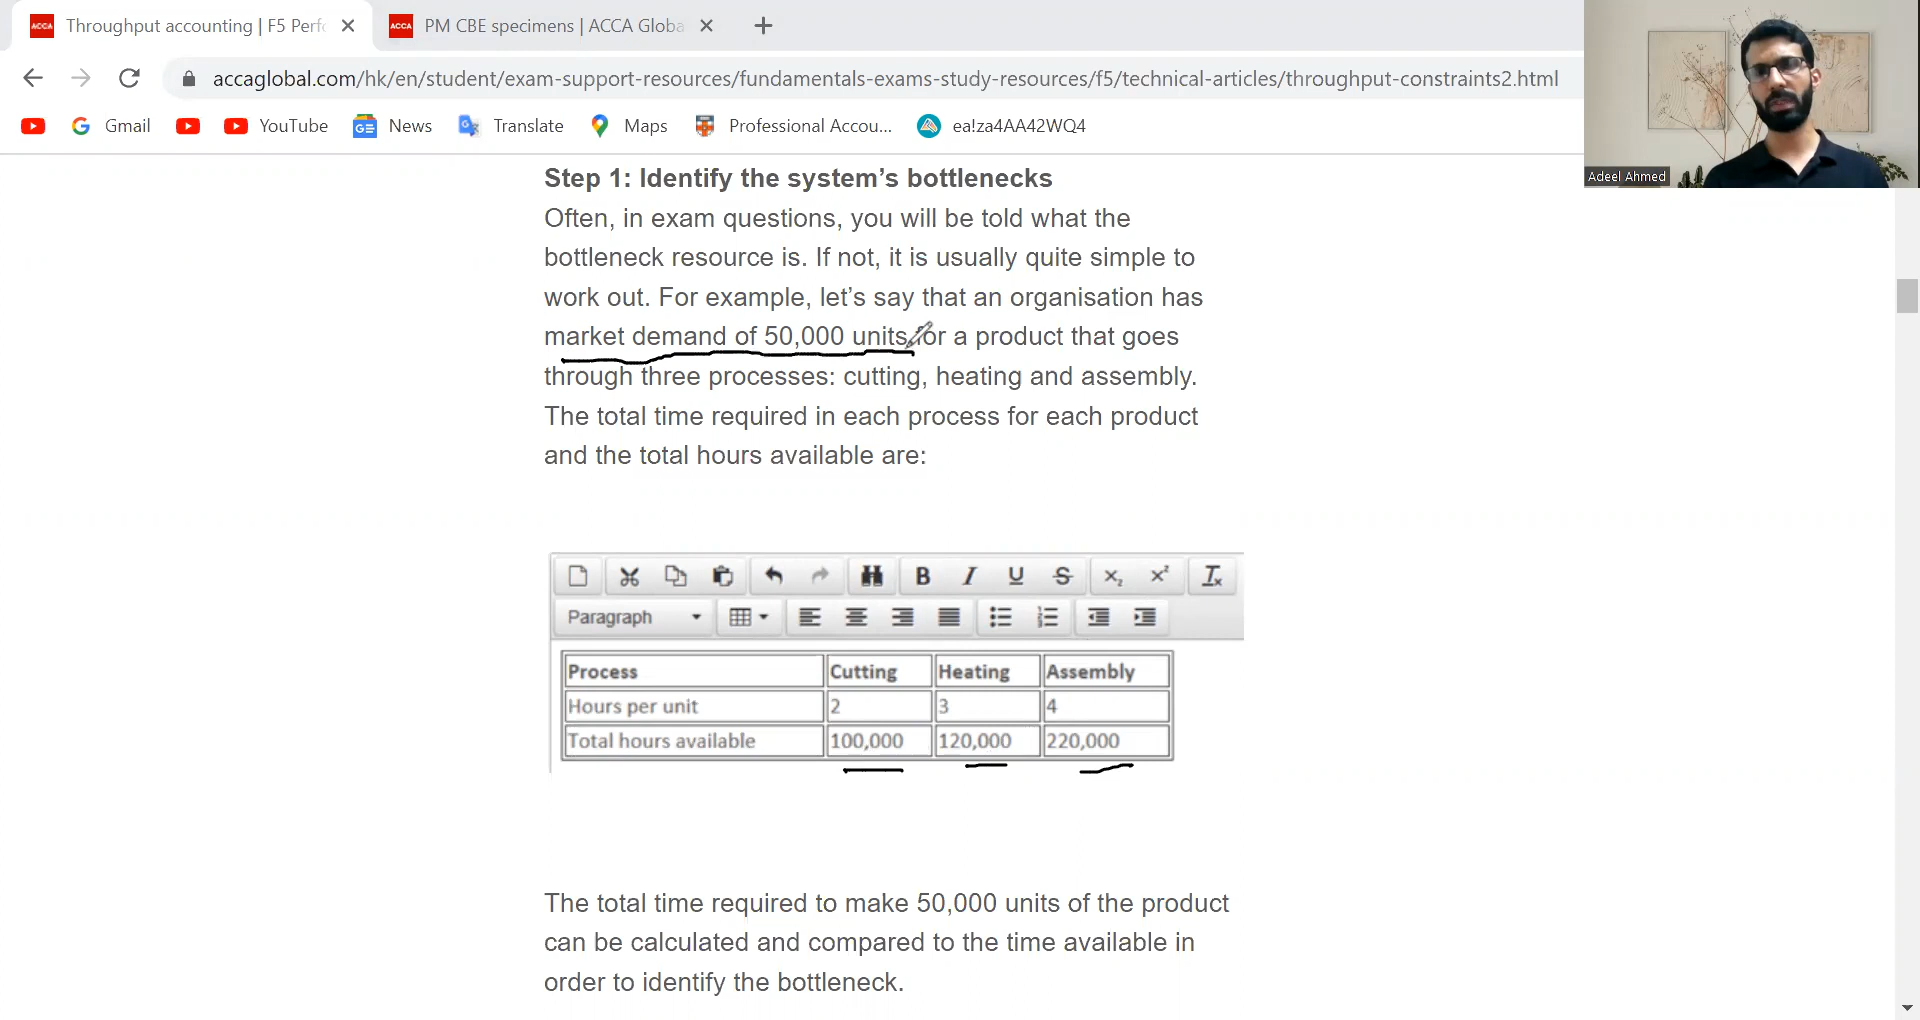 Throughput accounting | F5 Perfo
PM CBE specimens | ACCA Globa
accaglobal.com/hk/en/student/exam-support-resources/fundamentals-exams-study-resources/f5/technical-articles/throughput-constraints2.html
Gmail YouTube News Translate Maps Professional Accou... ea!za4AA42WQ4
Adeel Ahmed
Step 1: Identify the system’s bottlenecks
Often, in exam questions, you will be told what the
bottleneck resource is. If not, it is usually quite simple to
work out. For example, let’s say that an organisation has
market demand of 50,000 units for a product that goes
through three processes: cutting, heating and assembly.
The total time required in each process for each product
and the total hours available are:
Paragraph
Process Cutting Heating Assembly
Hours per unit 2 3 4
Total hours available 100,000 120,000 220,000
The total time required to make 50,000 units of the product
can be calculated and compared to the time available in
order to identify the bottleneck.